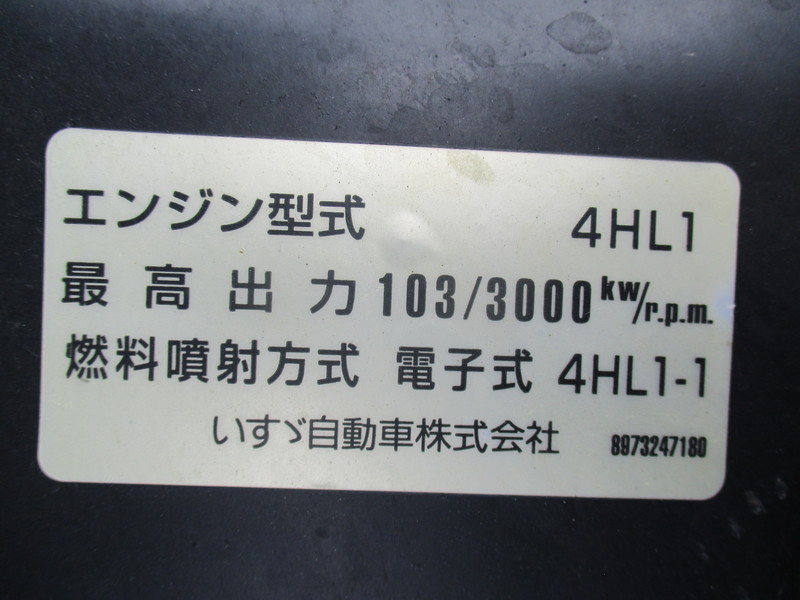 エンジン型式 4HL1
最高出力 103/3000 kW/r.p.m.
燃料噴射方式 電子式 4HL1-1
いすゞ自動車株式会社 8973247180